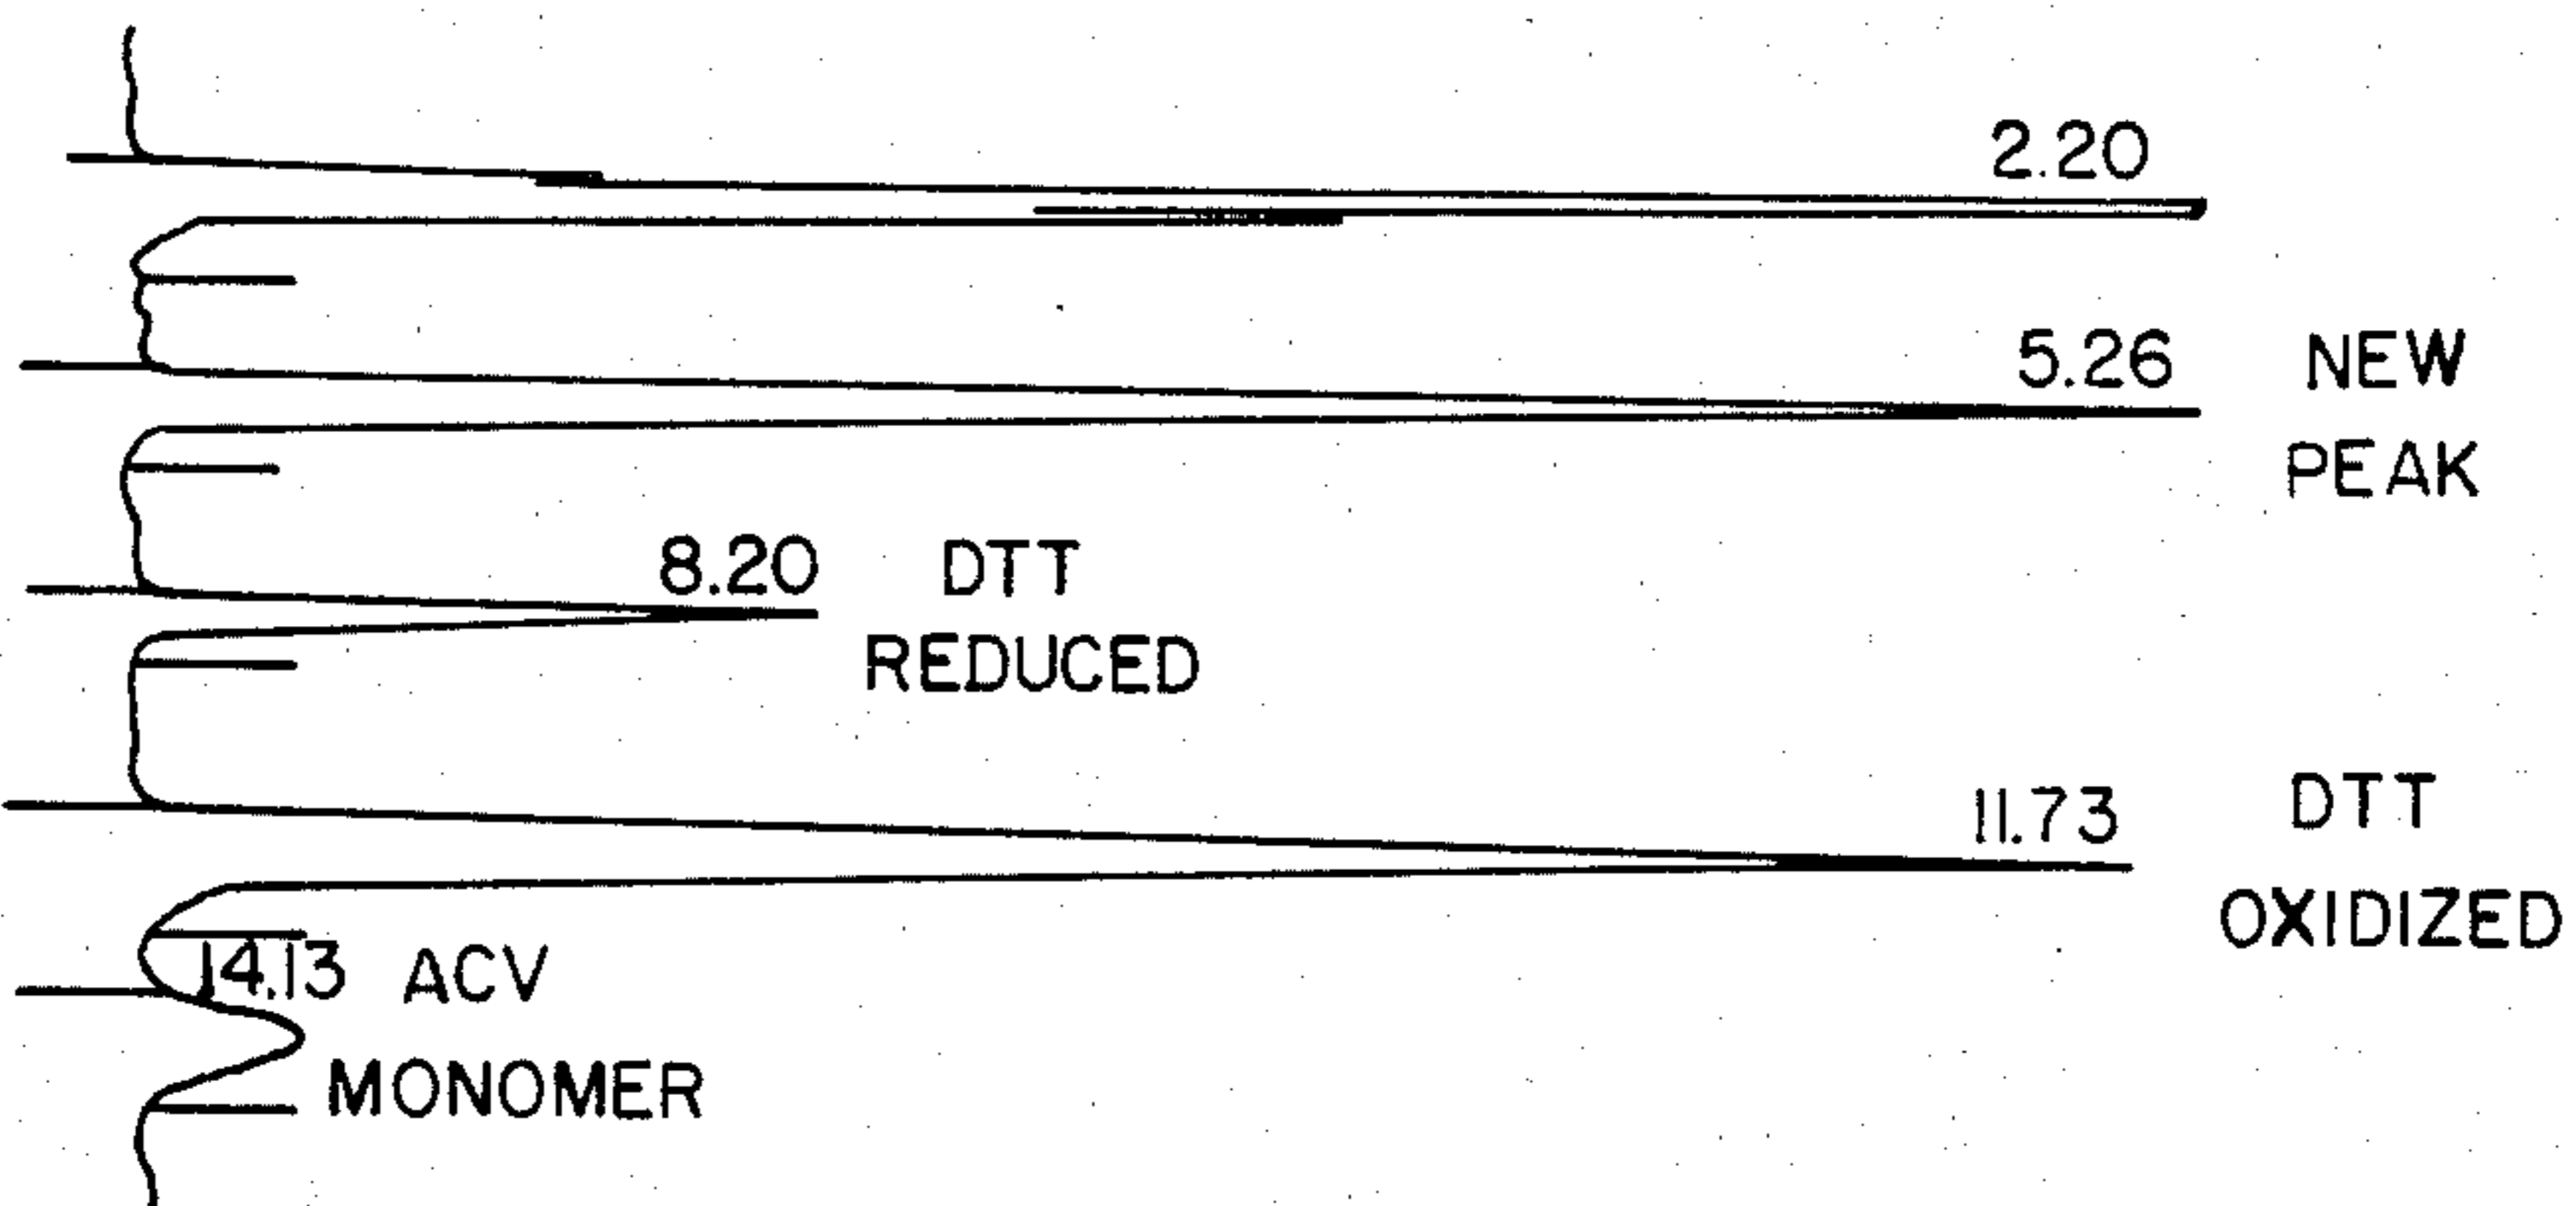 2.20
5.26 NEW
PEAK
8.20 DTT
REDUCED
11.73 DTT
OXIDIZED
14.13 ACV
MONOMER